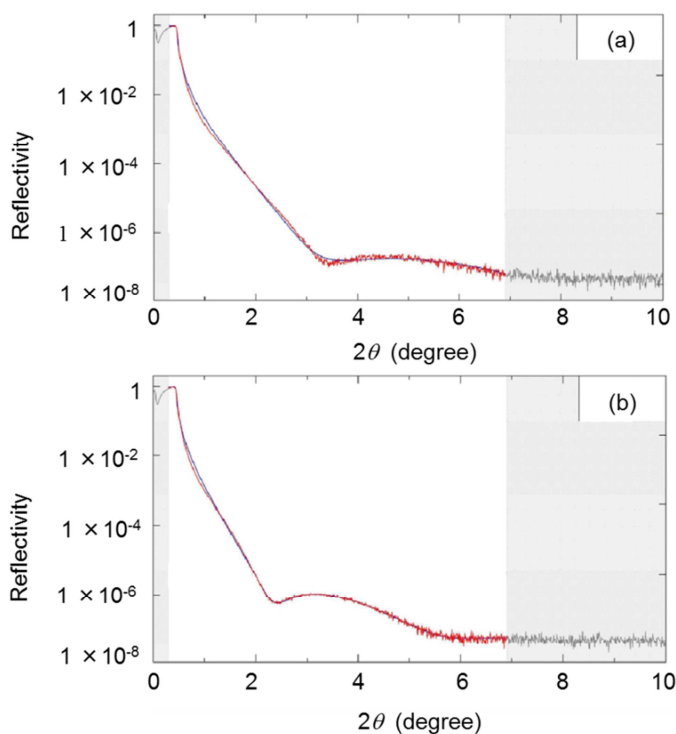 (a)
Reflectivity
1
1 × 10-2
1 × 10-4
1 × 10-6
1 × 10-8
0 2 4 6 8 10
2θ (degree)
(b)
Reflectivity
1
1 × 10-2
1 × 10-4
1 × 10-6
1 × 10-8
0 2 4 6 8 10
2θ (degree)